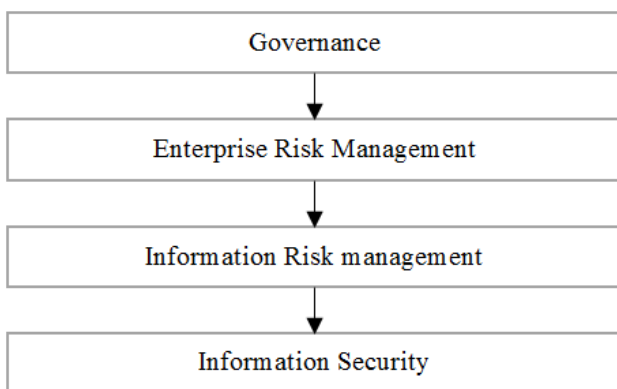 Governance
Enterprise Risk Management
Information Risk management
Information Security